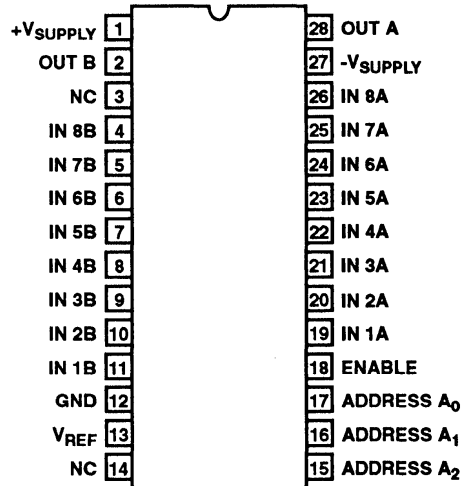 +VSUPPLY 1 28 OUT A
OUT B 2 27 -VSUPPLY
NC 3 26 IN 8A
IN 8B 4 25 IN 7A
IN 7B 5 24 IN 6A
IN 6B 6 23 IN 5A
IN 5B 7 22 IN 4A
IN 4B 8 21 IN 3A
IN 3B 9 20 IN 2A
IN 2B 10 19 IN 1A
IN 1B 11 18 ENABLE
GND 12 17 ADDRESS A0
VREF 13 16 ADDRESS A1
NC 14 15 ADDRESS A2